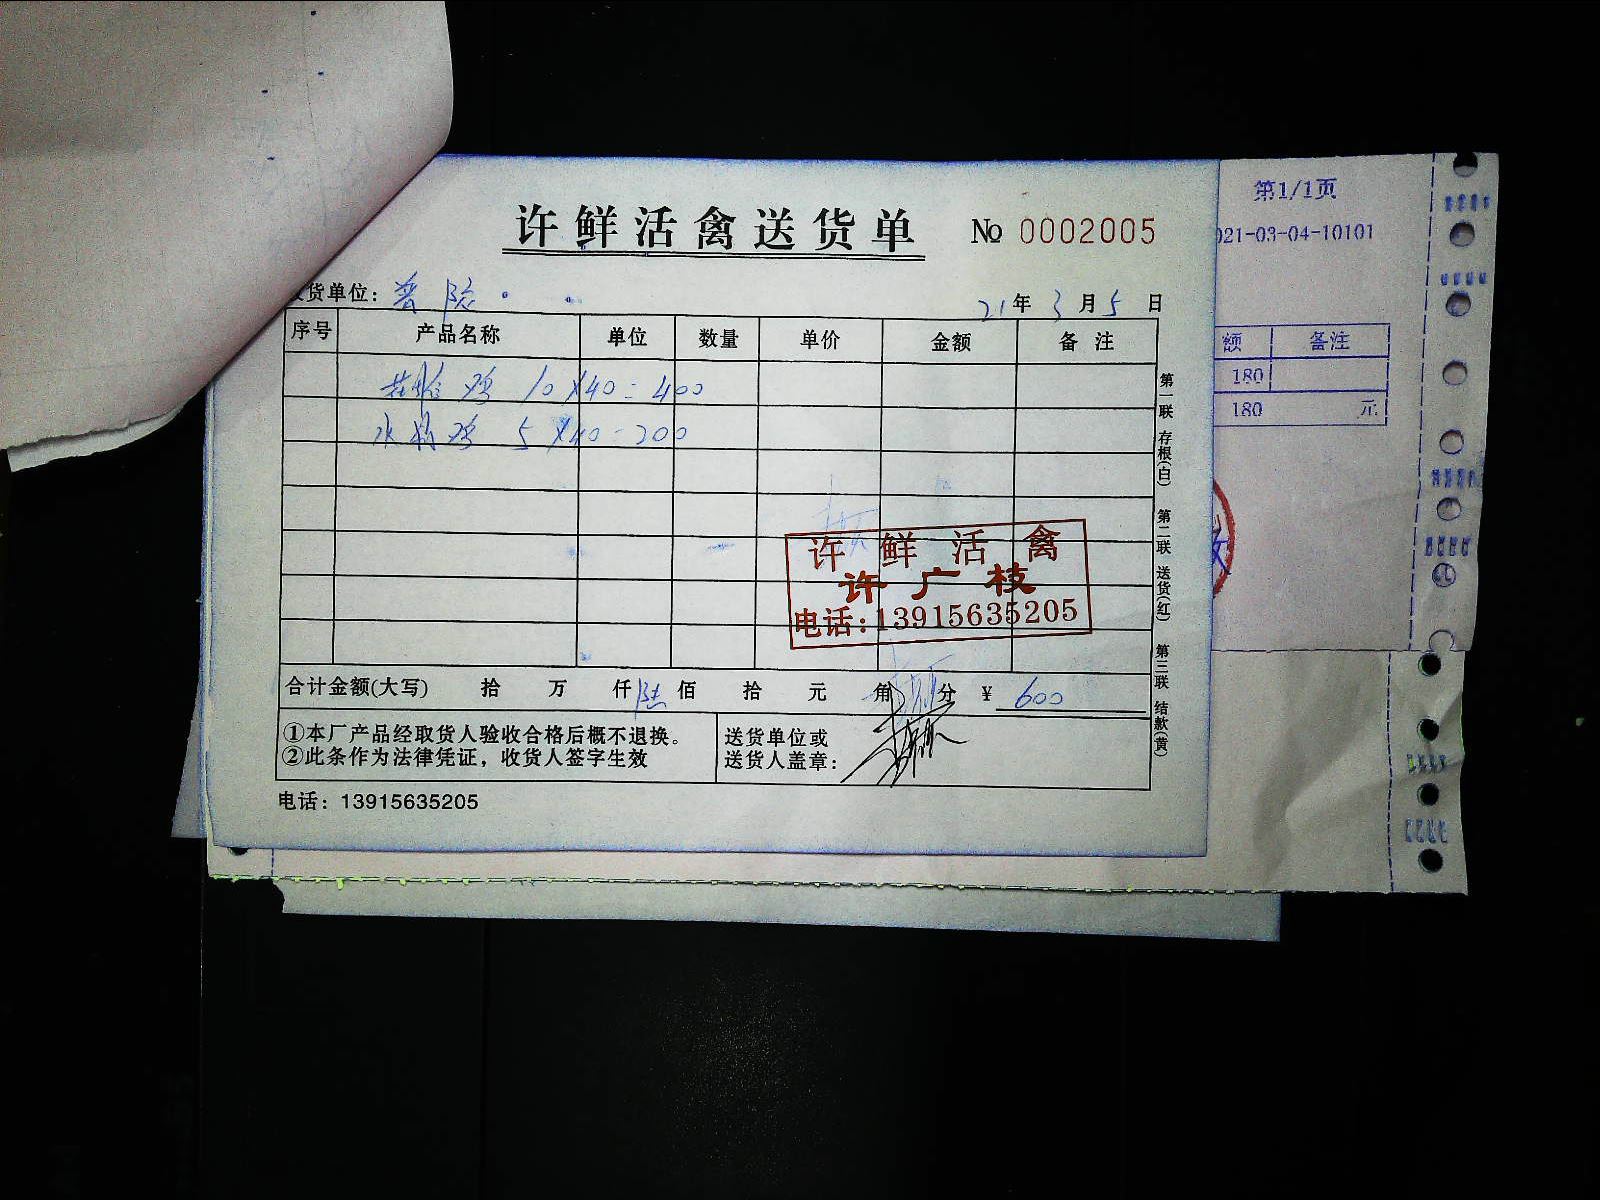 许鲜活禽送货单 № 0002005
货单位：普院
21年3月5日
序号 产品名称 单位 数量 单价 金额 备注
鸡 10×40=400
鸡 5×40=200
许鲜活禽
许广枝
电话:13915635205
合计金额(大写) 拾 万 仟陆佰 拾 元 角 分 ¥ 600
①本厂产品经取货人验收合格后概不退换。
②此条作为法律凭证，收货人签字生效
送货单位或
送货人盖章：
电话：13915635205
第一联 存根(白)
第二联 送货(红)
第三联 结款(黄)
第1/1页
021-03-04-10101
额 备注
180
180 元